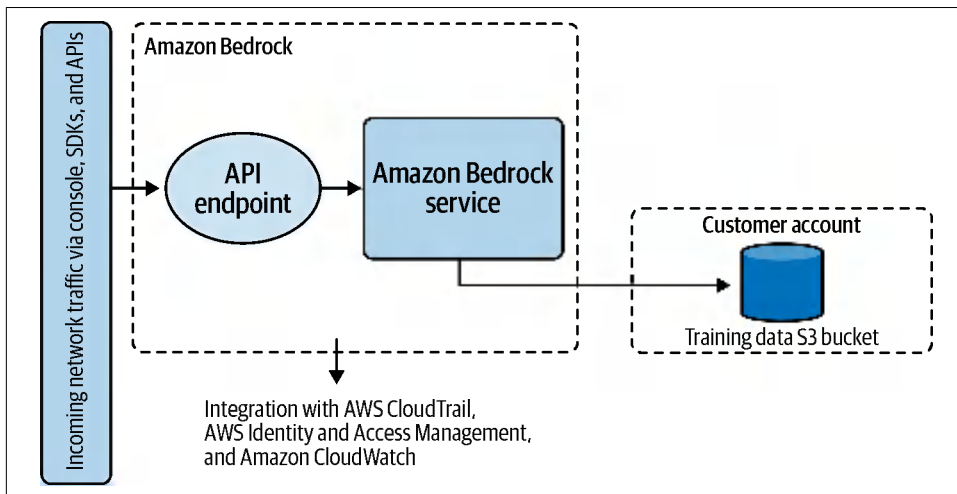 Incoming network traffic via console, SDKs, and APIs
Amazon Bedrock
API
endpoint
Amazon Bedrock
service
Customer account
Training data S3 bucket
Integration with AWS CloudTrail,
AWS Identity and Access Management,
and Amazon CloudWatch